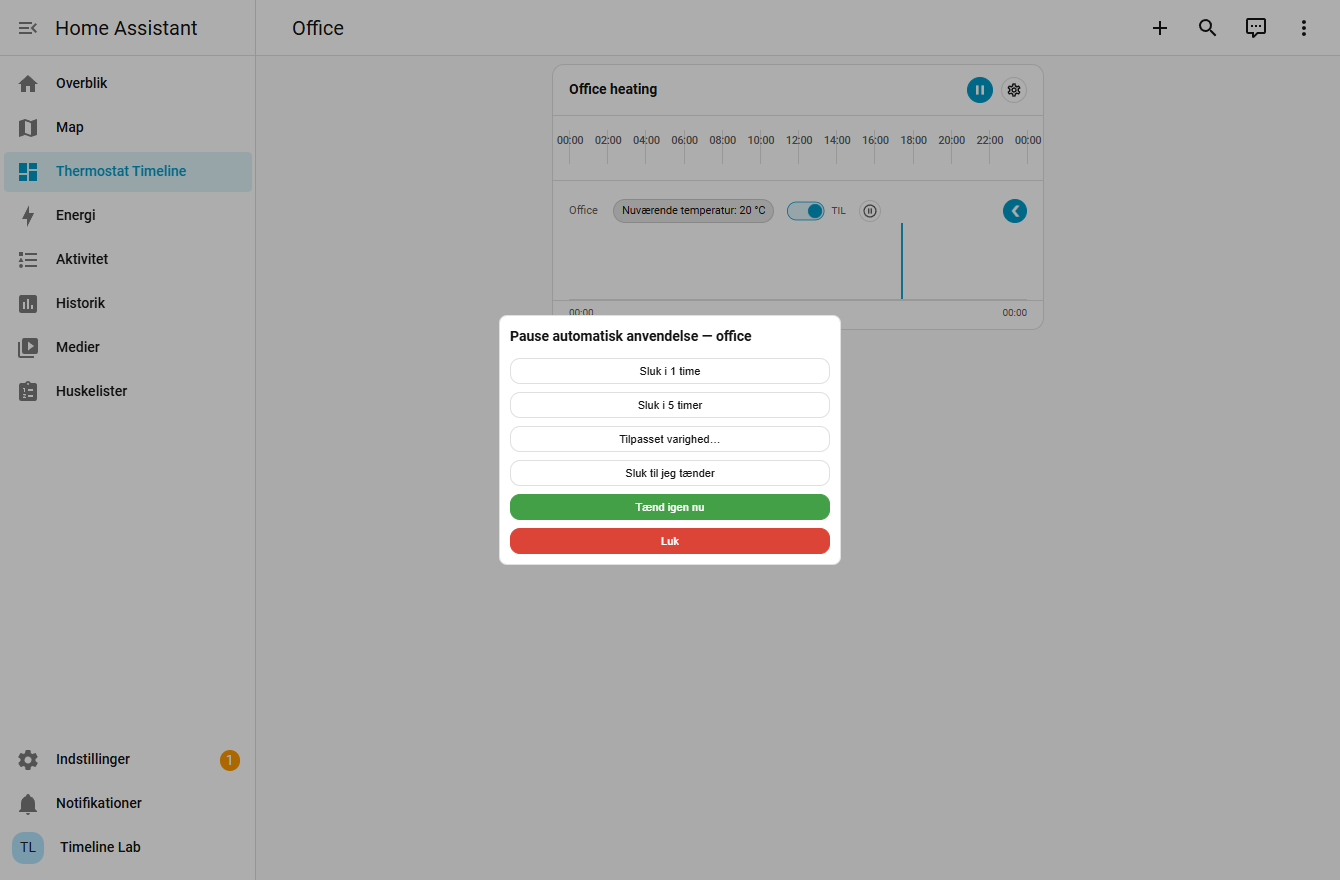 Home Assistant
Office
Overblik
Map
Thermostat Timeline
Energi
Aktivitet
Historik
Medier
Huskelister
Indstillinger
1
Notifikationer
TL
Timeline Lab
Office heating
00:00 02:00 04:00 06:00 08:00 10:00 12:00 14:00 16:00 18:00 20:00 22:00 00:00
Office
Nuværende temperatur: 20 °C
TIL
00:00
00:00
Pause automatisk anvendelse — office
Sluk i 1 time
Sluk i 5 timer
Tilpasset varighed…
Sluk til jeg tænder
Tænd igen nu
Luk